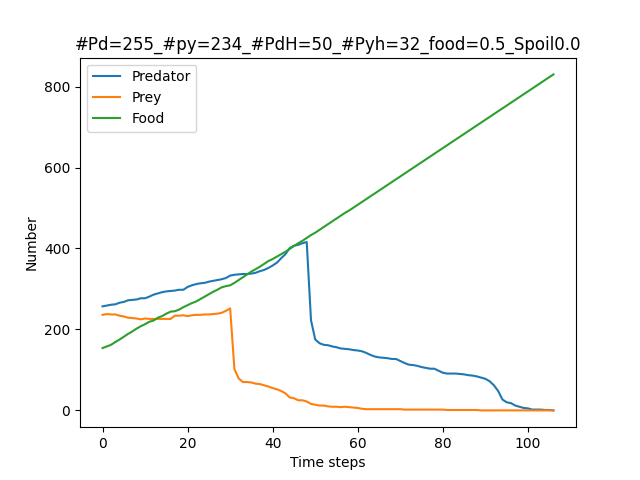 #Pd=255_#py=234_#PdH=50_#Pyh=32_food=0.5_Spoil0.0
Predator
Prey
Food
800
600
400
200
0
Number
0 20 40 60 80 100
Time steps